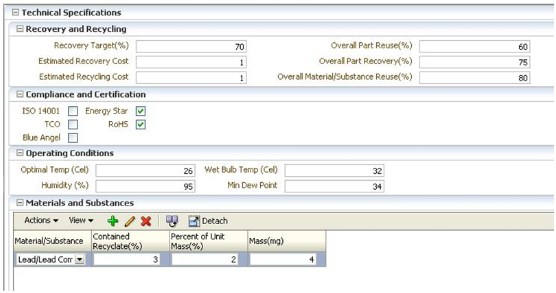 Technical Specifications
Recovery and Recycling
Recovery Target(%) 70 Overall Part Reuse(%) 60
Estimated Recovery Cost 1 Overall Part Recovery(%) 75
Estimated Recycling Cost 1 Overall Material/Substance Reuse(%) 80
Compliance and Certification
ISO 14001 Energy Star
TCO RoHS
Blue Angel
Operating Conditions
Optimal Temp (Cel) 26 Wet Bulb Temp (Cel) 32
Humidity (%) 95 Min Dew Point 34
Materials and Substances
Actions View Detach
Material/Substance Contained Recyclate(%) Percent of Unit Mass(%) Mass(mg)
Lead/Lead Com 3 2 4